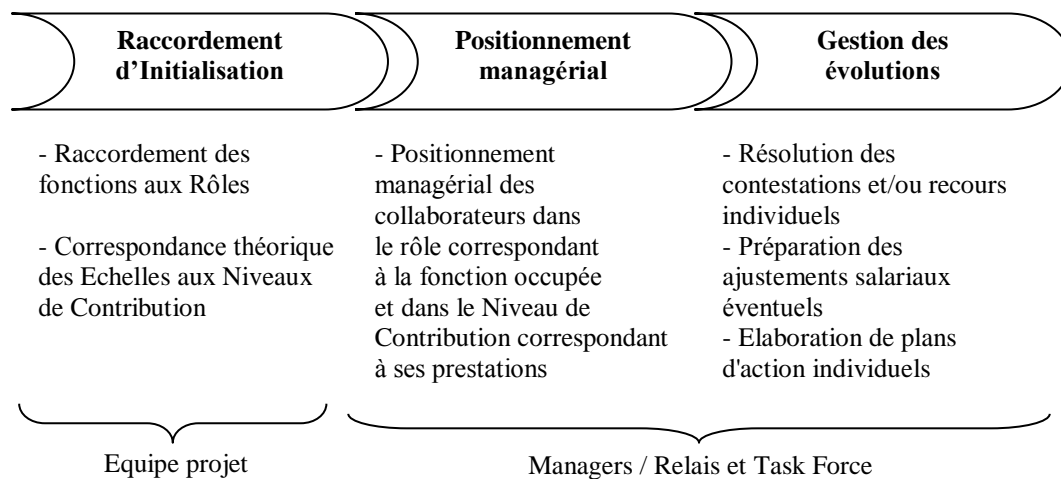 Raccordement
d’Initialisation
Positionnement
managérial
Gestion des
évolutions
- Raccordement des
fonctions aux Rôles
- Correspondance théorique
des Echelles aux Niveaux
de Contribution
- Positionnement
managérial des
collaborateurs dans
le rôle correspondant
à la fonction occupée
et dans le Niveau de
Contribution correspondant
à ses prestations
- Résolution des
contestations et/ou recours
individuels
- Préparation des
ajustements salariaux
éventuels
- Elaboration de plans
d'action individuels
Equipe projet
Managers / Relais et Task Force